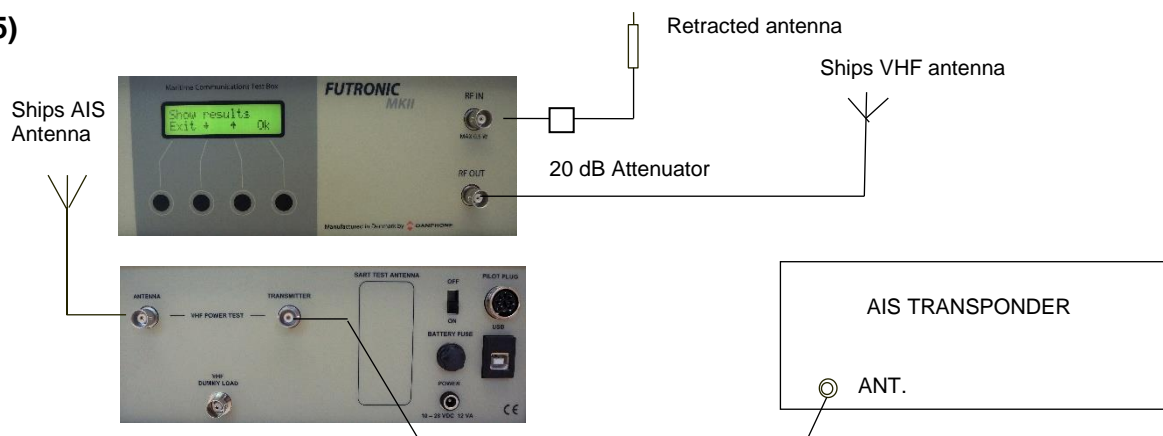 5)
Retracted antenna
Ships VHF antenna
Ships AIS
Antenna
Maritime Communications Test Box
FUTRONIC
MKII
Show results
Exit Ok
RF IN
20 dB Attenuator
RF OUT
Manufactured in Denmark by DANPHONE
ANTENNA
VHF POWER TEST
TRANSMITTER
SART TEST ANTENNA
OFF
ON
PILOT PLUG
USB
BATTERY FUSE
VHF
DUMMY LOAD
POWER
CE
AIS TRANSPONDER
ANT.